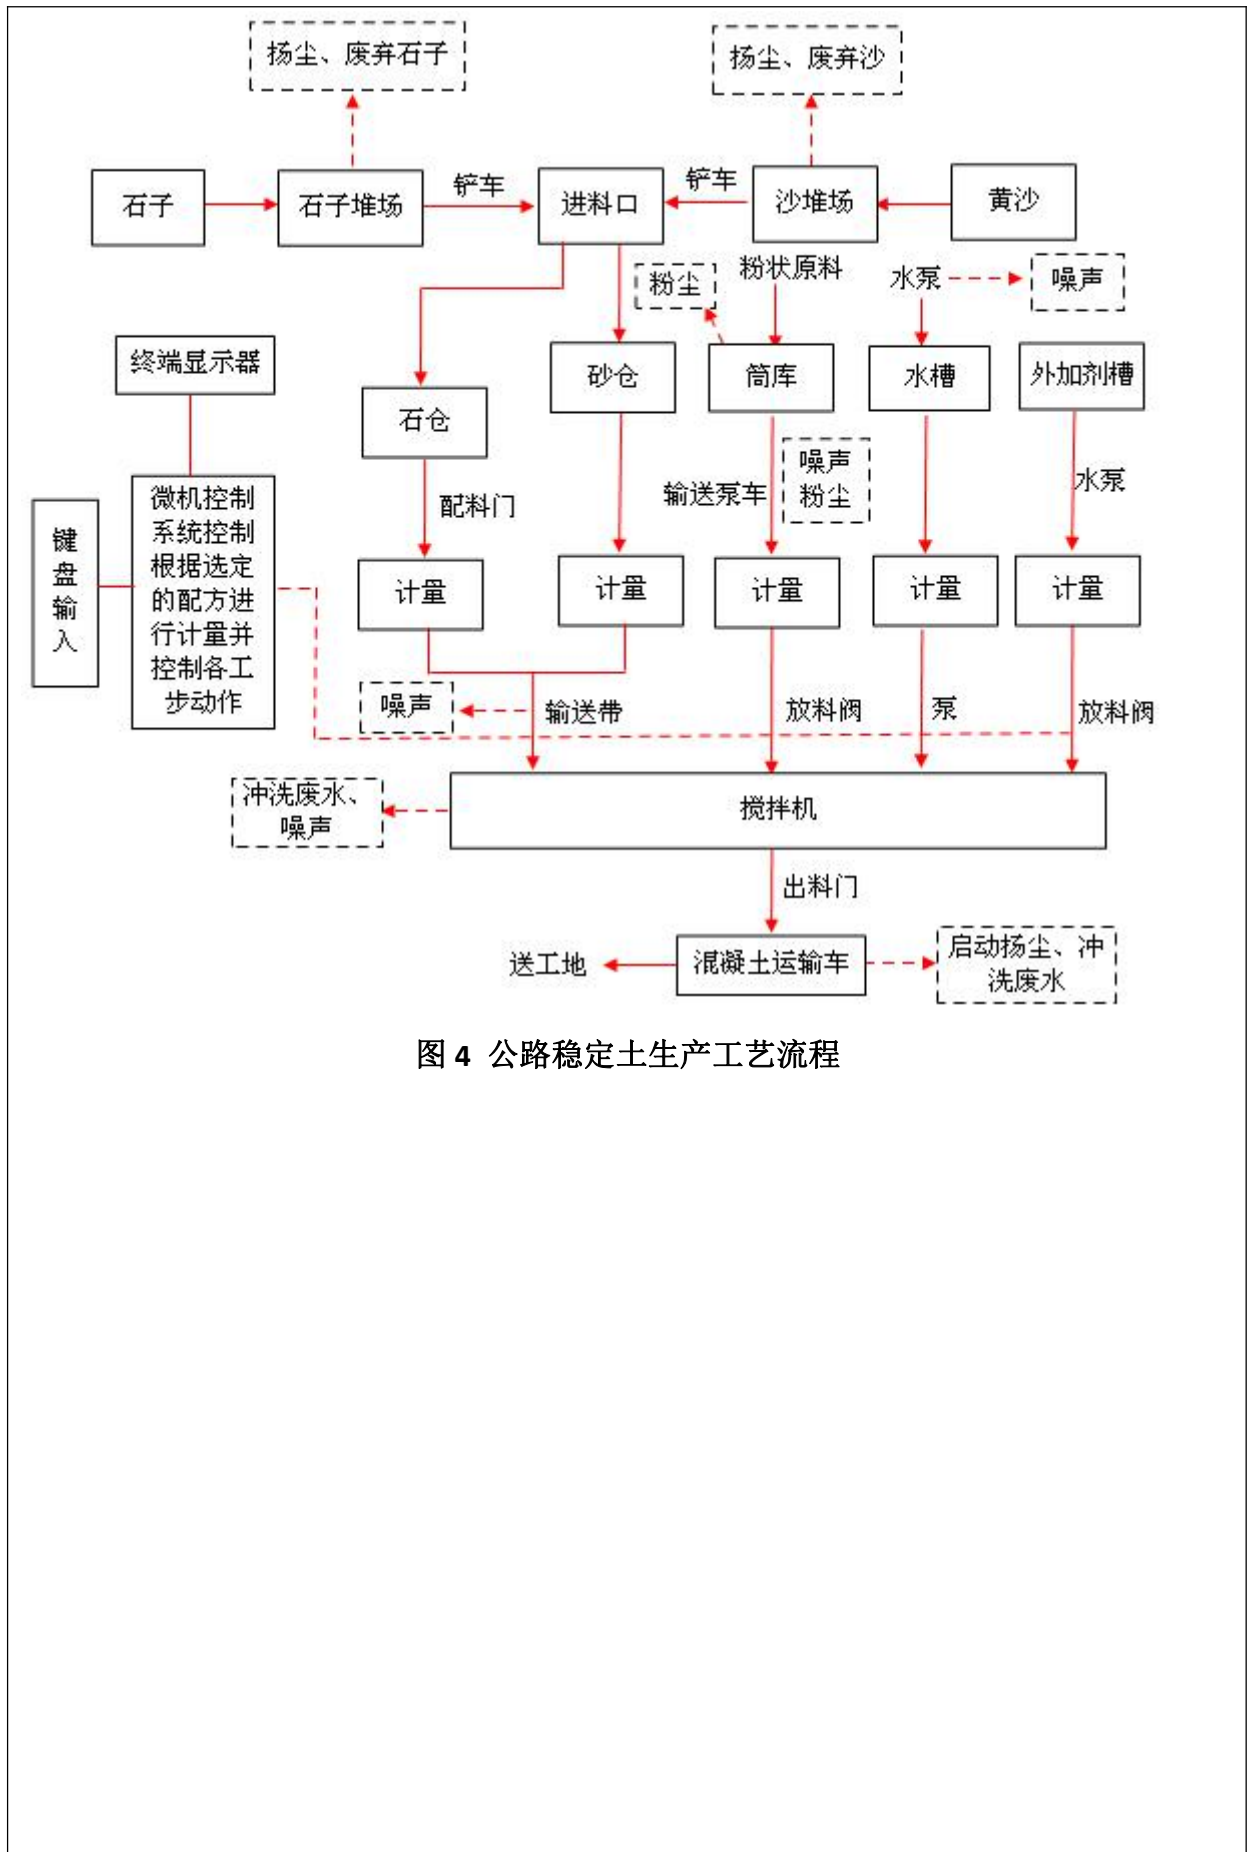 扬尘、废弃石子
扬尘、废弃沙
石子
石子堆场
铲车
进料口
铲车
沙堆场
黄沙
粉尘
粉状原料
水泵
噪声
终端显示器
石仓
砂仓
筒库
水槽
外加剂槽
键
盘
输
入
微机控制
系统控制
根据选定
的配方进
行计量并
控制各工
步动作
配料门
输送泵车
噪声
粉尘
水泵
计量
计量
计量
计量
计量
噪声
输送带
放料阀
泵
放料阀
冲洗废水、
噪声
搅拌机
出料门
送工地
混凝土运输车
启动扬尘、冲
洗废水
图 4 公路稳定土生产工艺流程